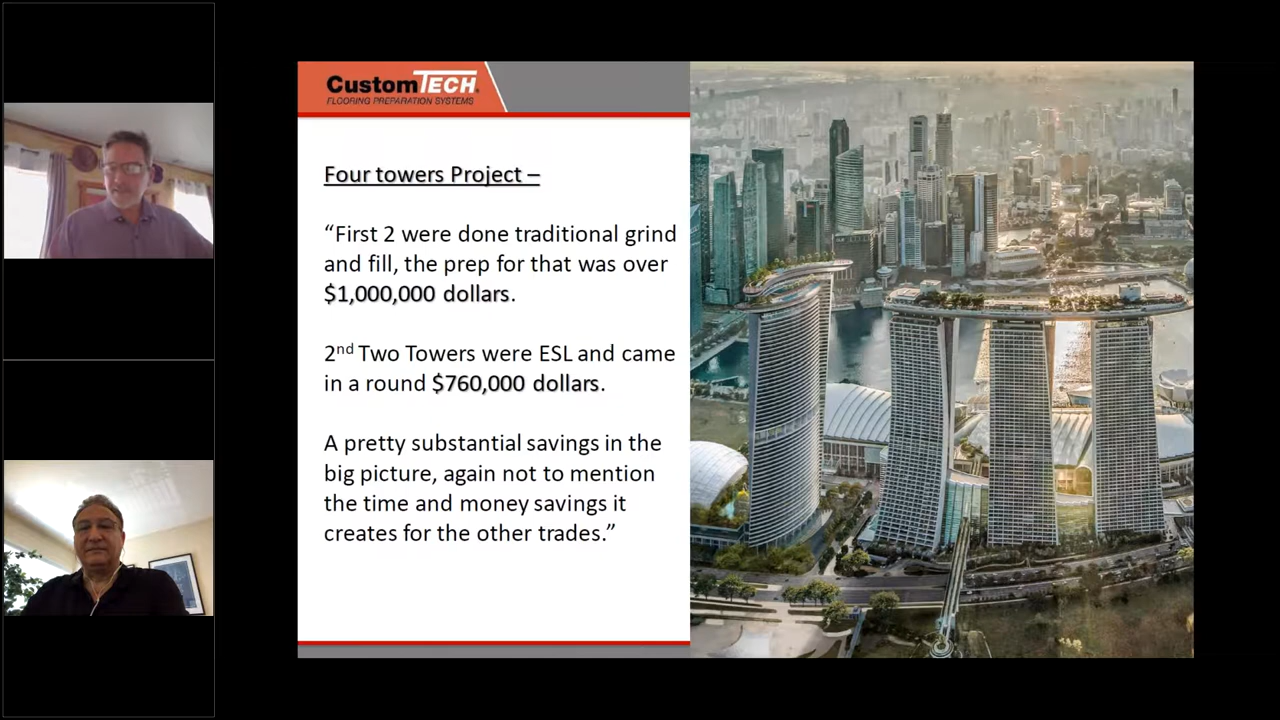 CustomTECH®
FLOORING PREPARATION SYSTEMS
Four towers Project –
“First 2 were done traditional grind
and fill, the prep for that was over
$1,000,000 dollars.
2nd Two Towers were ESL and came
in a round $760,000 dollars.
A pretty substantial savings in the
big picture, again not to mention
the time and money savings it
creates for the other trades.”